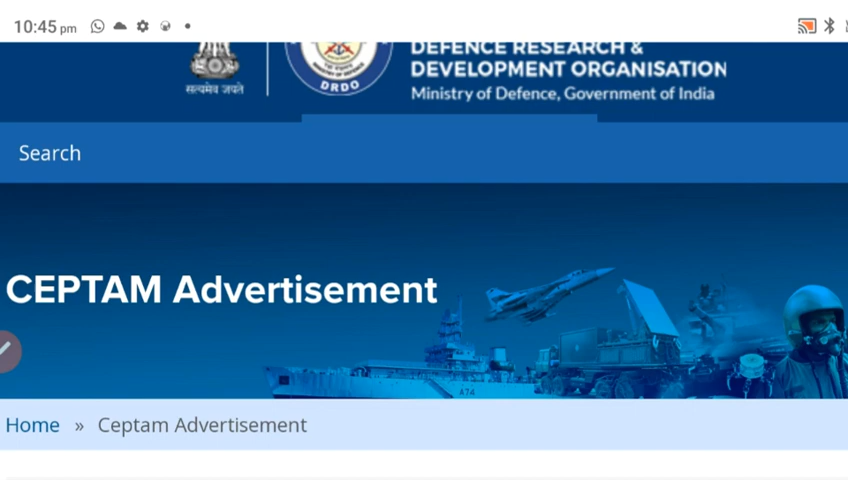 10:45 pm
सत्यमेव जयते
DRDO
DEFENCE RESEARCH &
DEVELOPMENT ORGANISATION
Ministry of Defence, Government of India
Search
CEPTAM Advertisement
A74
Home » Ceptam Advertisement